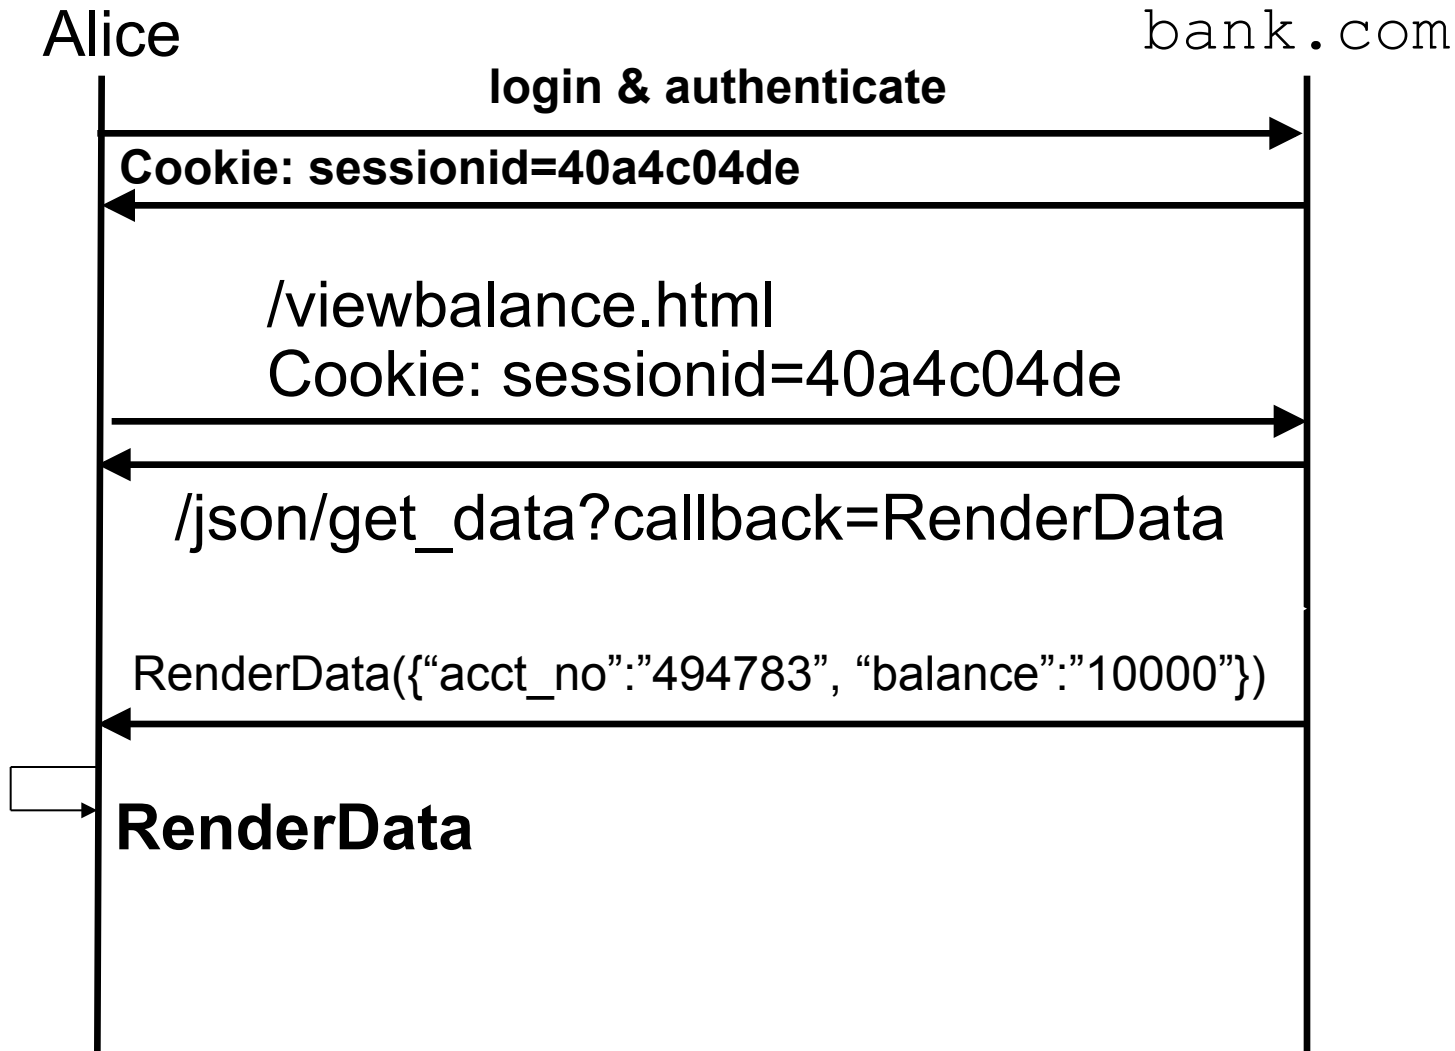 Alice
bank.com
login & authenticate
Cookie: sessionid=40a4c04de
/viewbalance.html
Cookie: sessionid=40a4c04de
/json/get_data?callback=RenderData
RenderData({“acct_no”:”494783”, “balance”:”10000”})
RenderData